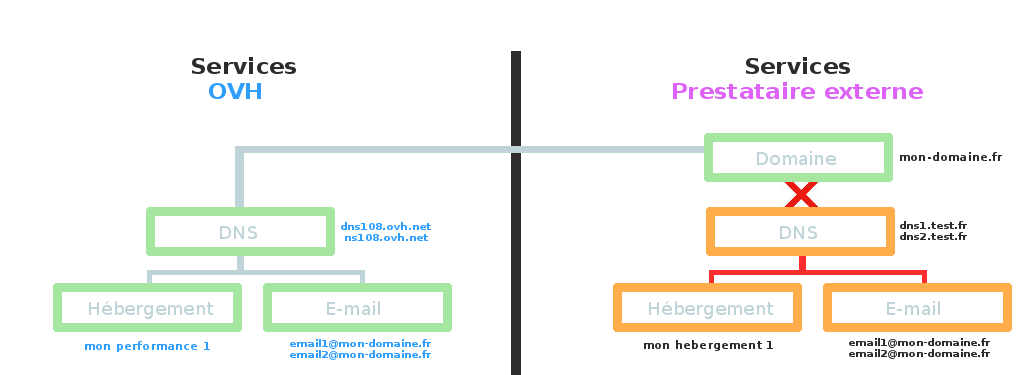 Services
OVH
Services
Prestataire externe
Domaine
mon-domaine.fr
DNS
dns108.ovh.net
ns108.ovh.net
DNS
dns1.test.fr
dns2.test.fr
Hébergement
E-mail
Hébergement
E-mail
mon performance 1
email1@mon-domaine.fr
email2@mon-domaine.fr
mon hebergement 1
email1@mon-domaine.fr
email2@mon-domaine.fr